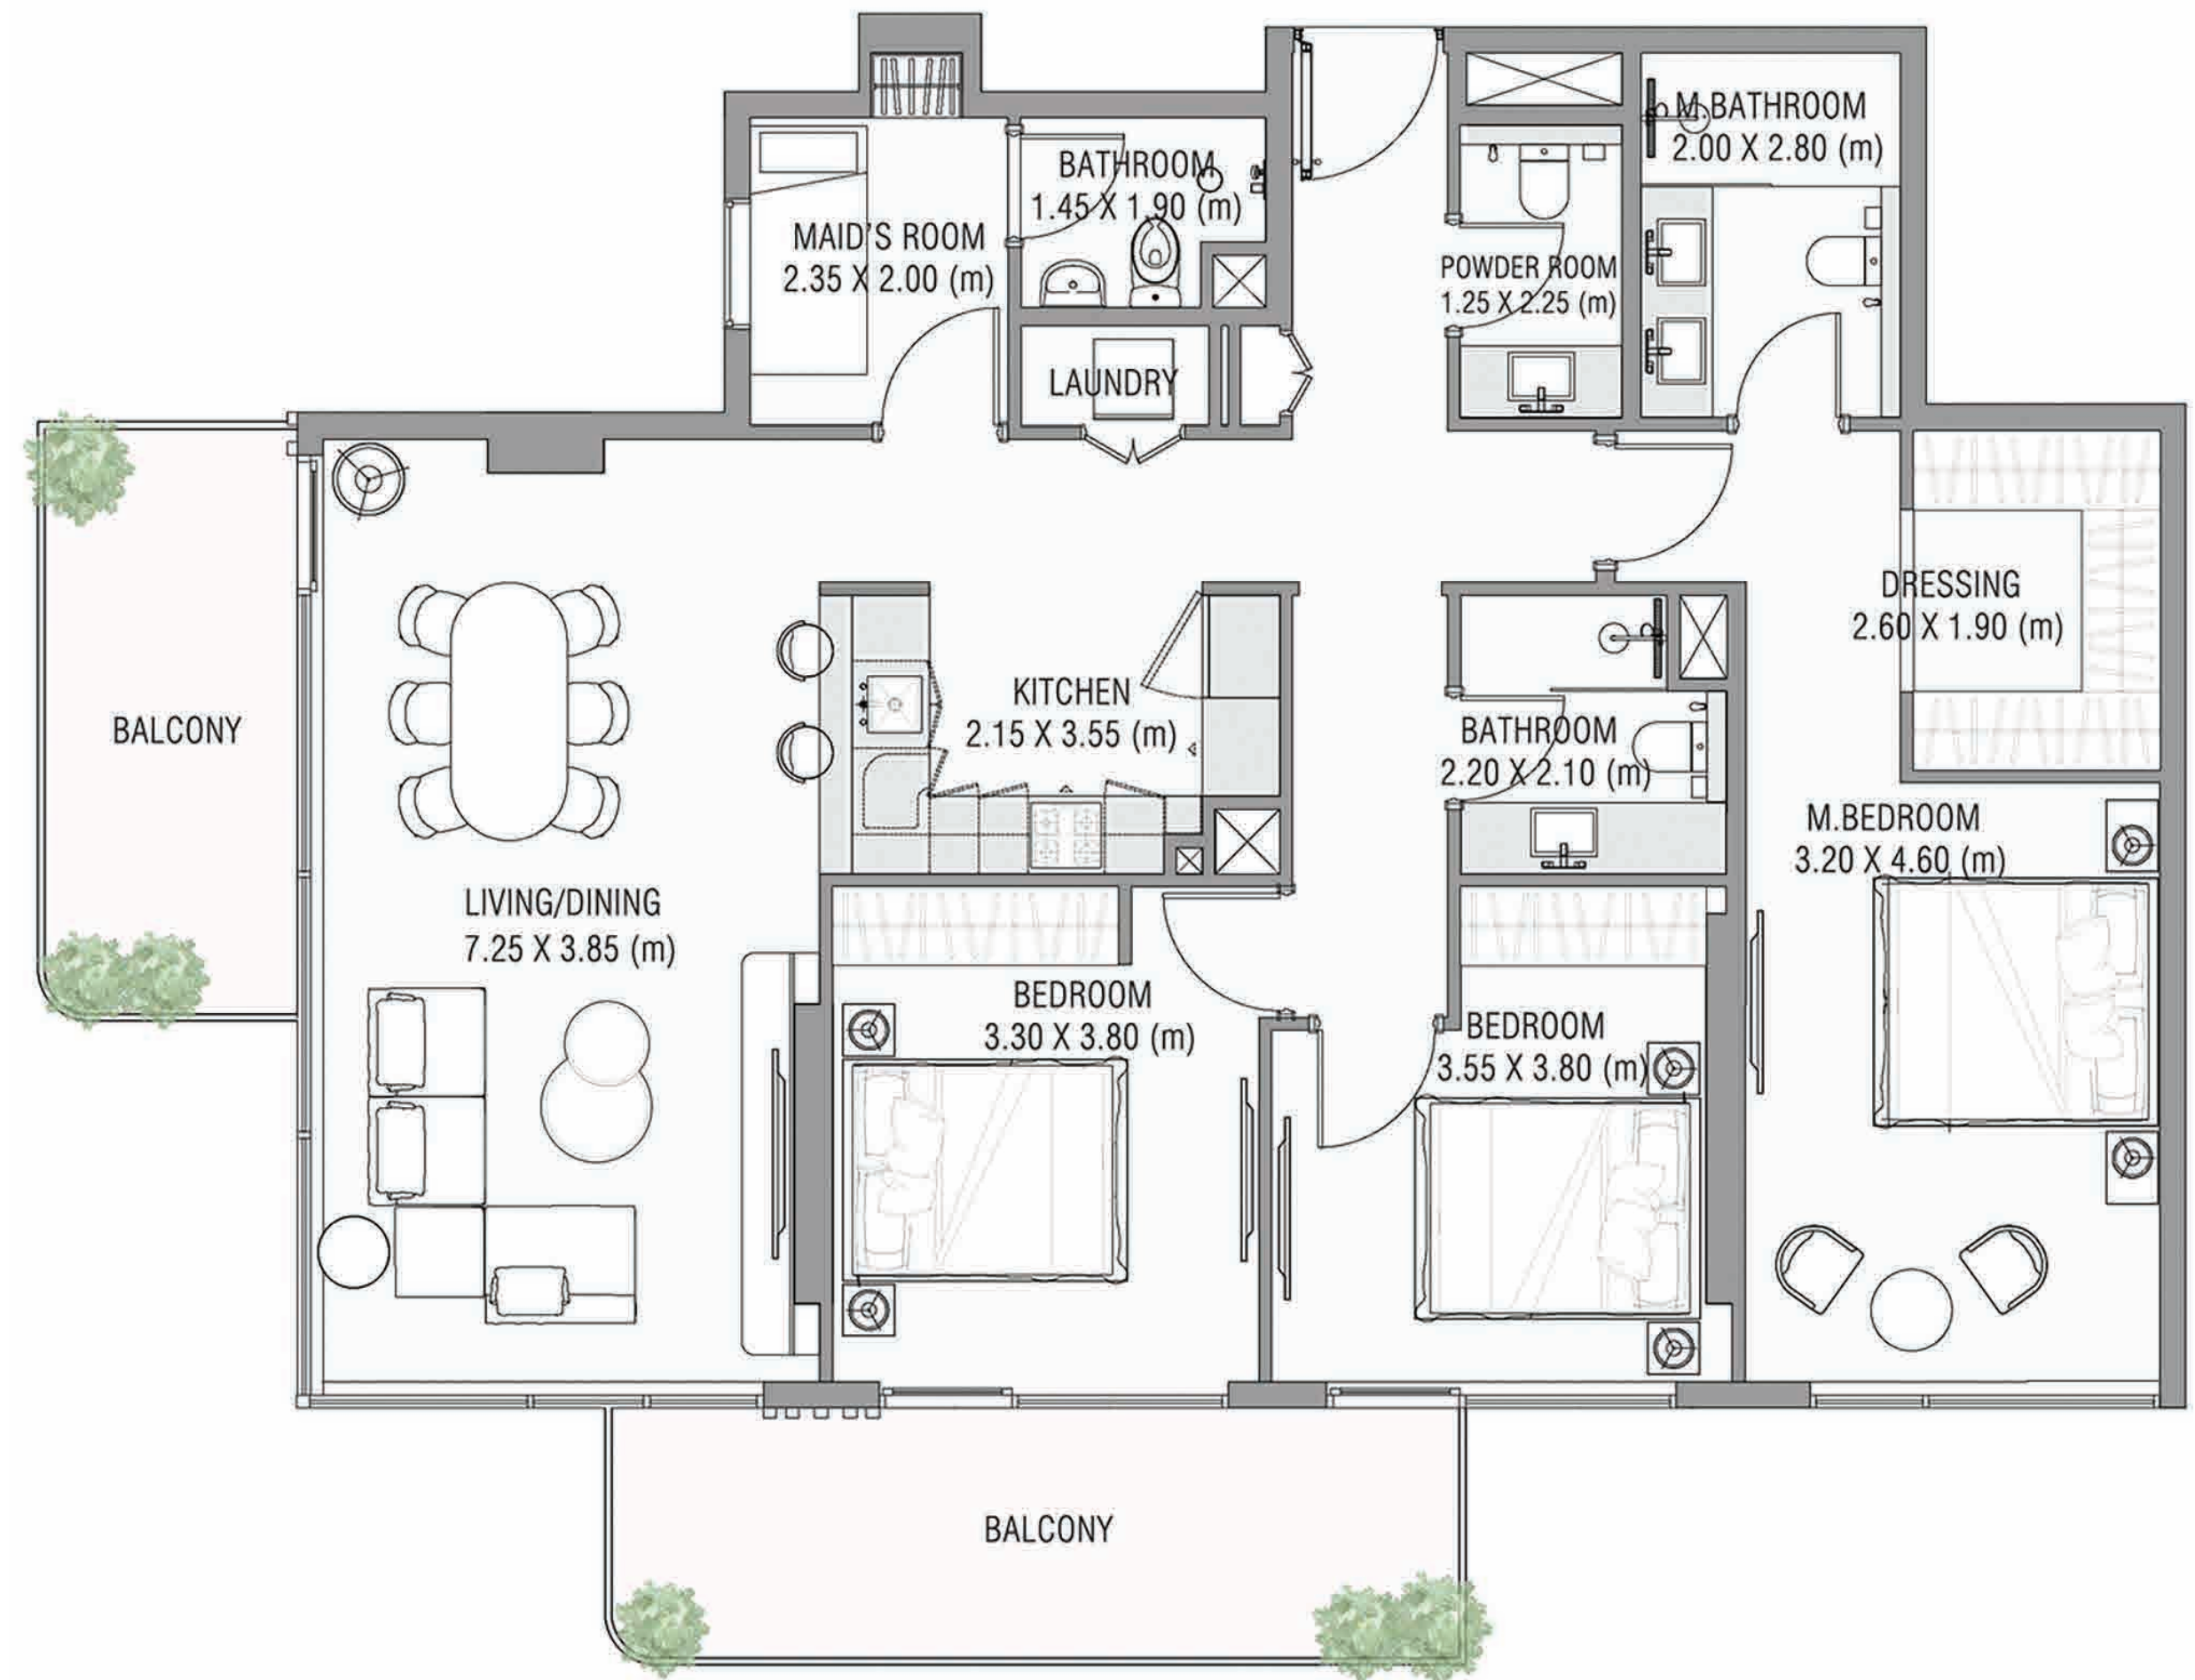 M.BATHROOM
2.00 X 2.80 (m)
BATHROOM
1.45 X 1.90 (m)
MAID'S ROOM
2.35 X 2.00 (m)
POWDER ROOM
1.25 X 2.25 (m)
LAUNDRY
DRESSING
2.60 X 1.90 (m)
KITCHEN
2.15 X 3.55 (m)
BALCONY
BATHROOM
2.20 X 2.10 (m)
M.BEDROOM
3.20 X 4.60 (m)
LIVING/DINING
7.25 X 3.85 (m)
BEDROOM
3.30 X 3.80 (m)
BEDROOM
3.55 X 3.80 (m)
BALCONY